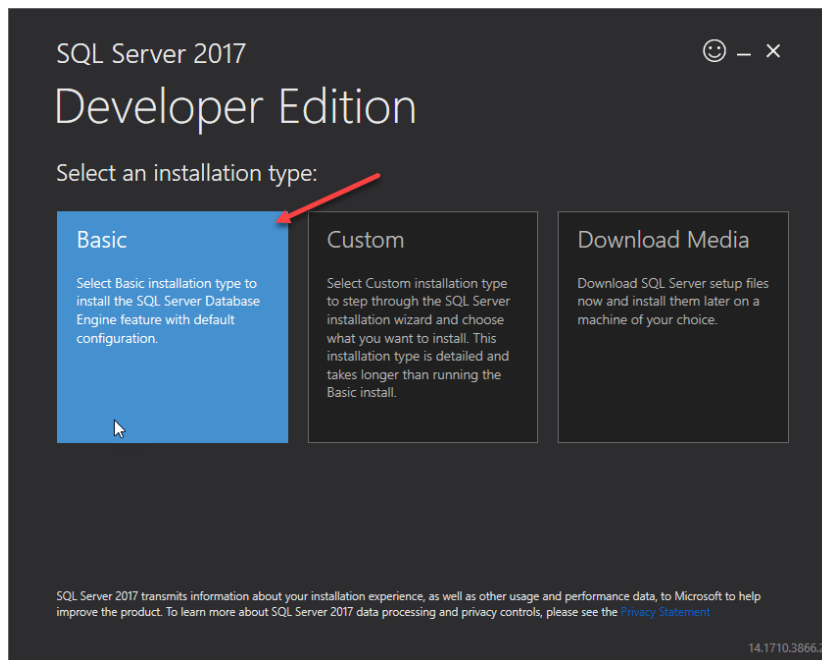 SQL Server 2017
Developer Edition
Select an installation type:
Basic
Select Basic installation type to
install the SQL Server Database
Engine feature with default
configuration.
Custom
Select Custom installation type
to step through the SQL Server
installation wizard and choose
what you want to install. This
installation type is detailed and
takes longer than running the
Basic install.
Download Media
Download SQL Server setup files
now and install them later on a
machine of your choice.
SQL Server 2017 transmits information about your installation experience, as well as other usage and performance data, to Microsoft to help
improve the product. To learn more about SQL Server 2017 data processing and privacy controls, please see the Privacy Statement
14.1710.3866.2